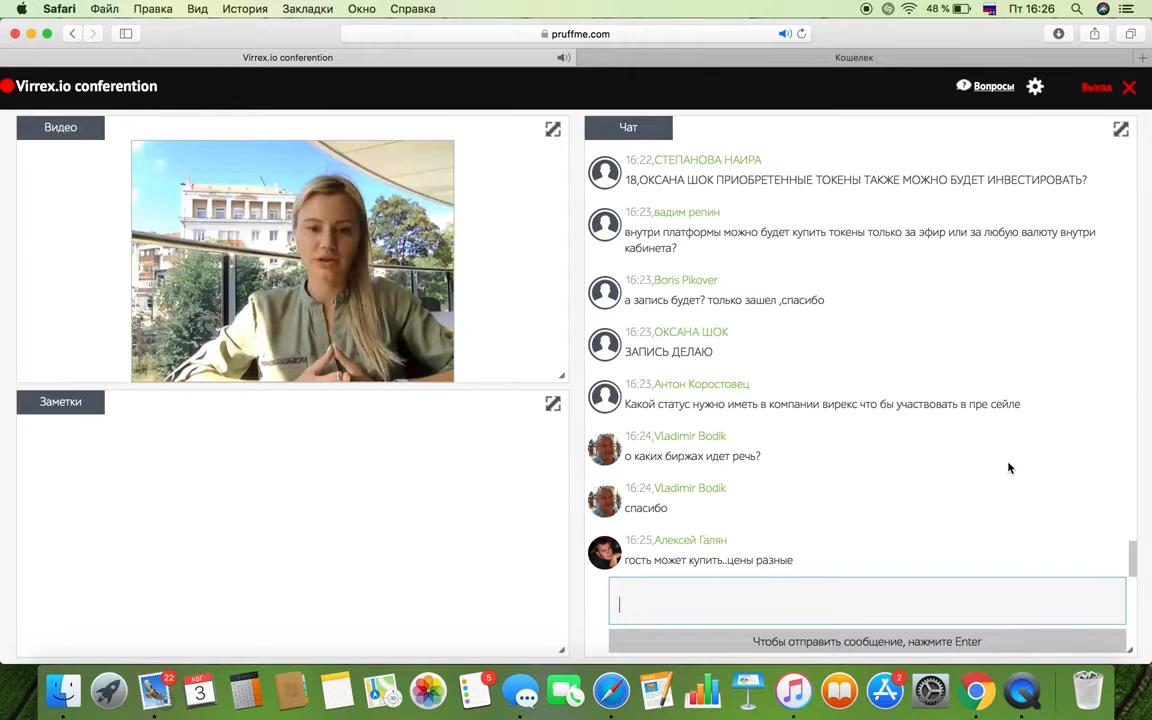 Safari Файл Правка Вид История Закладки Окно Справка 48 % Пт 16:26
pruffme.com
Virrex.io conferention Кошелек
Virrex.io conferention Вопросы Выход
Видео Чат
16:22,СТЕПАНОВА НАИРА
18,ОКСАНА ШОК ПРИОБРЕТЕННЫЕ ТОКЕНЫ ТАКЖЕ МОЖНО БУДЕТ ИНВЕСТИРОВАТЬ?
16:23,вадим репин
внутри платформы можно будет купить токены только за эфир или за любую валюту внутри
кабинета?
16:23,Boris Pikover
а запись будет? только зашел ,спасибо
16:23,ОКСАНА ШОК
ЗАПИСЬ ДЕЛАЮ
16:23,Антон Коростовец
Какой статус нужно иметь в компании вирекс что бы участвовать в пре сейле
16:24,Vladimir Bodik
о каких биржах идет речь?
16:24,Vladimir Bodik
спасибо
16:25,Алексей Галян
гость может купить..цены разные
Заметки
Чтобы отправить сообщение, нажмите Enter
22
АВГ
3
5
2